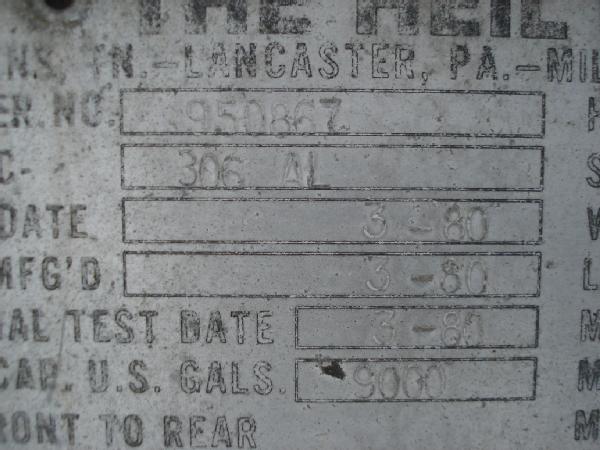 THE HEIL
NS, TN.-LANCASTER, PA.-MIL
ER. NO. 950867 H
C- 306 AL S
DATE 3-80 W
MFG'D. 3-80 L
AL TEST DATE 3-80 M
CAP. U.S. GALS. 9000 M
RONT TO REAR M